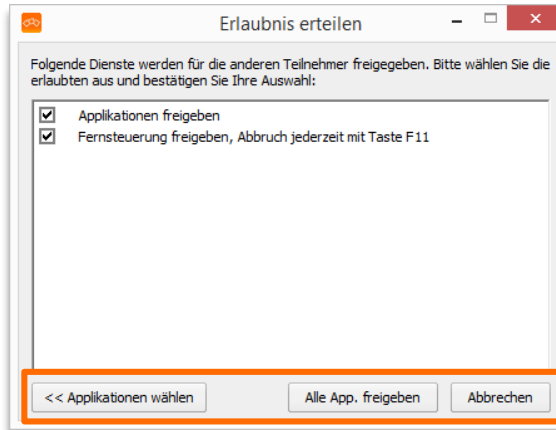 Erlaubnis erteilen
Folgende Dienste werden für die anderen Teilnehmer freigegeben. Bitte wählen Sie die
erlaubten aus und bestätigen Sie Ihre Auswahl:
Applikationen freigeben
Fernsteuerung freigeben, Abbruch jederzeit mit Taste F11
<< Applikationen wählen
Alle App. freigeben
Abbrechen